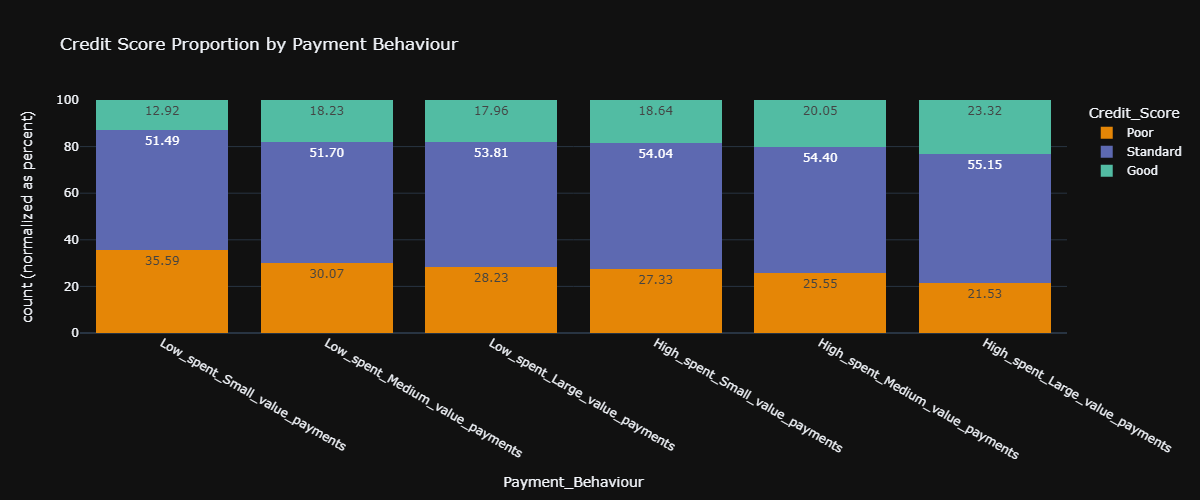 Credit Score Proportion by Payment Behaviour
count (normalized as percent)
100
80
60
40
20
0
12.92
18.23
17.96
18.64
20.05
23.32
51.49
51.70
53.81
54.04
54.40
55.15
35.59
30.07
28.23
27.33
25.55
21.53
Low_spent_Small_value_payments
Low_spent_Medium_value_payments
Low_spent_Large_value_payments
High_spent_Small_value_payments
High_spent_Medium_value_payments
High_spent_Large_value_payments
Payment_Behaviour
Credit_Score
Poor
Standard
Good